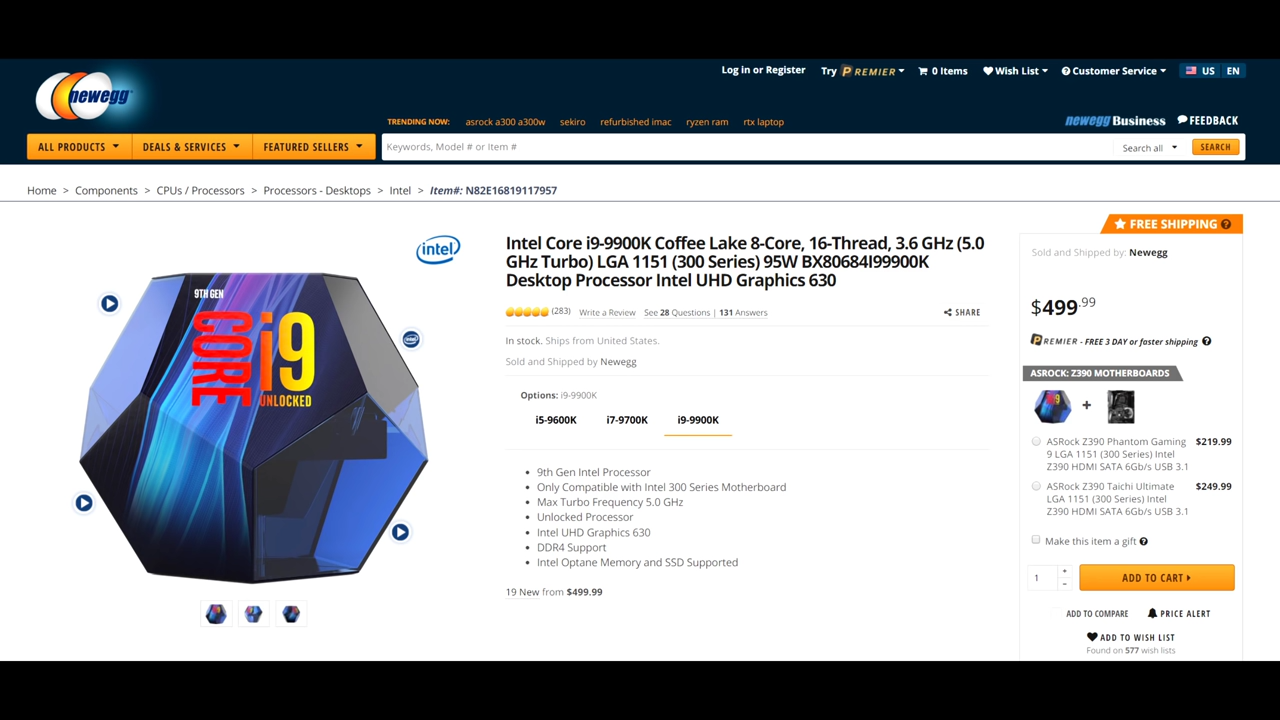 Log in or Register Try PREMIER 0 Items Wish List Customer Service US EN
newegg
TRENDING NOW: asrock a300 a300w sekiro refurbished imac ryzen ram rtx laptop newegg Business FEEDBACK
ALL PRODUCTS DEALS & SERVICES FEATURED SELLERS Keywords, Model # or Item # Search all SEARCH
Home > Components > CPUs / Processors > Processors - Desktops > Intel > Item#: N82E16819117957
intel
9TH GEN
CORE i9
UNLOCKED
Intel Core i9-9900K Coffee Lake 8-Core, 16-Thread, 3.6 GHz (5.0
GHz Turbo) LGA 1151 (300 Series) 95W BX80684I99900K
Desktop Processor Intel UHD Graphics 630
(283) Write a Review See 28 Questions | 131 Answers SHARE
In stock. Ships from United States.
Sold and Shipped by Newegg
Options: i9-9900K
i5-9600K i7-9700K i9-9900K
• 9th Gen Intel Processor
• Only Compatible with Intel 300 Series Motherboard
• Max Turbo Frequency 5.0 GHz
• Unlocked Processor
• Intel UHD Graphics 630
• DDR4 Support
• Intel Optane Memory and SSD Supported
19 New from $499.99
FREE SHIPPING ?
Sold and Shipped by: Newegg
$499.99
PREMIER - FREE 3 DAY or faster shipping ?
ASROCK: Z390 MOTHERBOARDS
+
ASRock Z390 Phantom Gaming $219.99
9 LGA 1151 (300 Series) Intel
Z390 HDMI SATA 6Gb/s USB 3.1
ASRock Z390 Taichi Ultimate $249.99
LGA 1151 (300 Series) Intel
Z390 HDMI SATA 6Gb/s USB 3.1
Make this item a gift ?
1 + - ADD TO CART
ADD TO COMPARE PRICE ALERT
ADD TO WISH LIST
Found on 577 wish lists